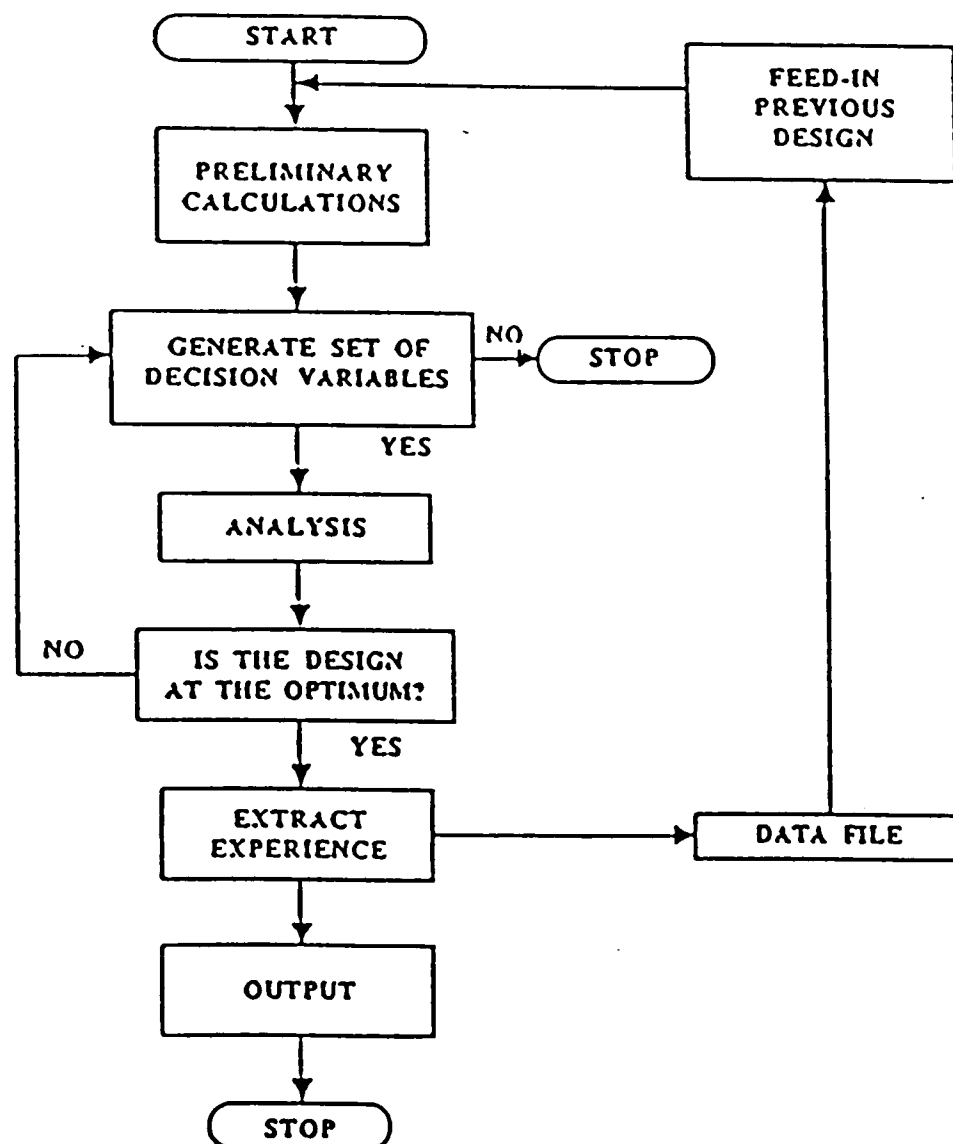 START
FEED-IN
PREVIOUS
DESIGN
PRELIMINARY
CALCULATIONS
GENERATE SET OF
DECISION VARIABLES
NO
STOP
YES
ANALYSIS
NO
IS THE DESIGN
AT THE OPTIMUM?
YES
EXTRACT
EXPERIENCE
DATA FILE
OUTPUT
STOP